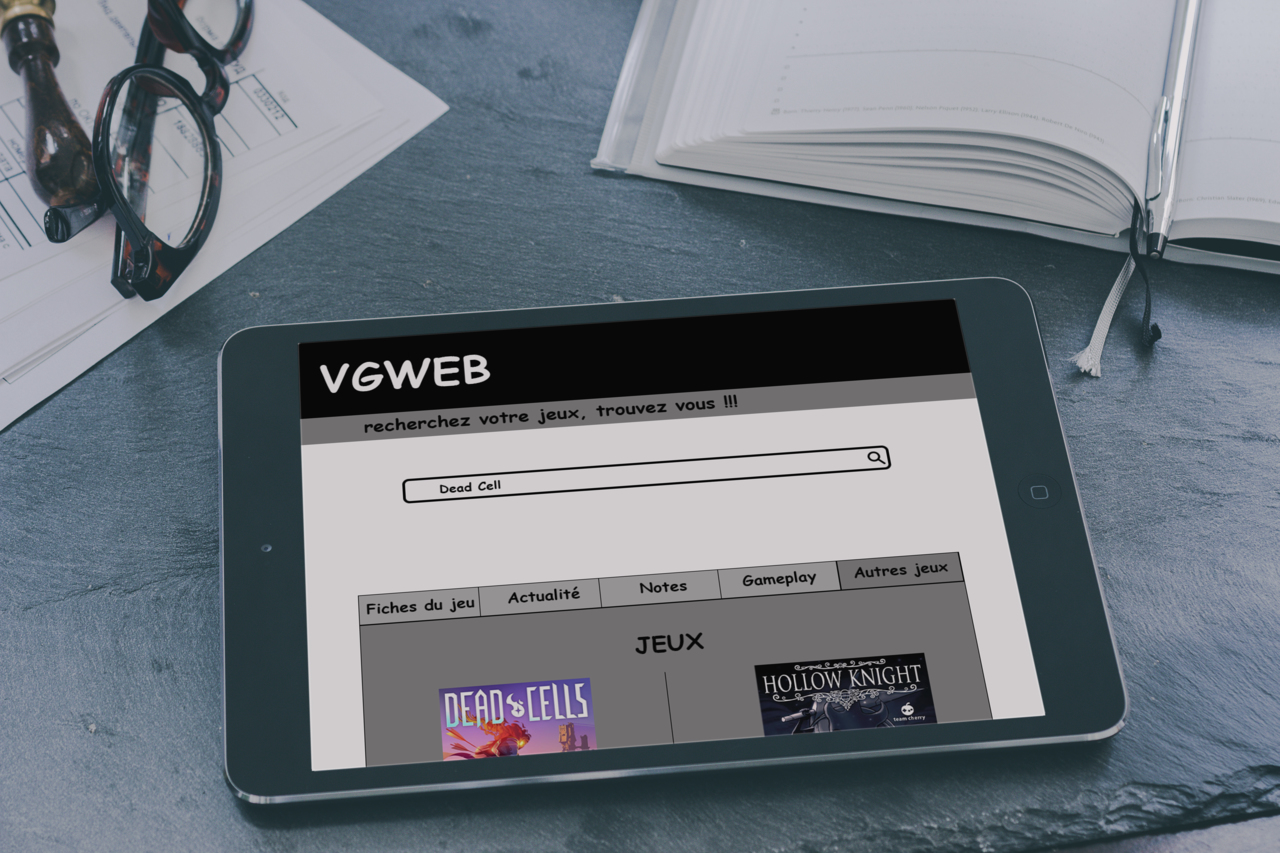 VGWEB
recherchez votre jeux, trouvez vous !!!
Dead Cell
Fiches du jeu
Actualité
Notes
Gameplay
Autres jeux
JEUX
DEAD CELLS
HOLLOW KNIGHT
team cherry